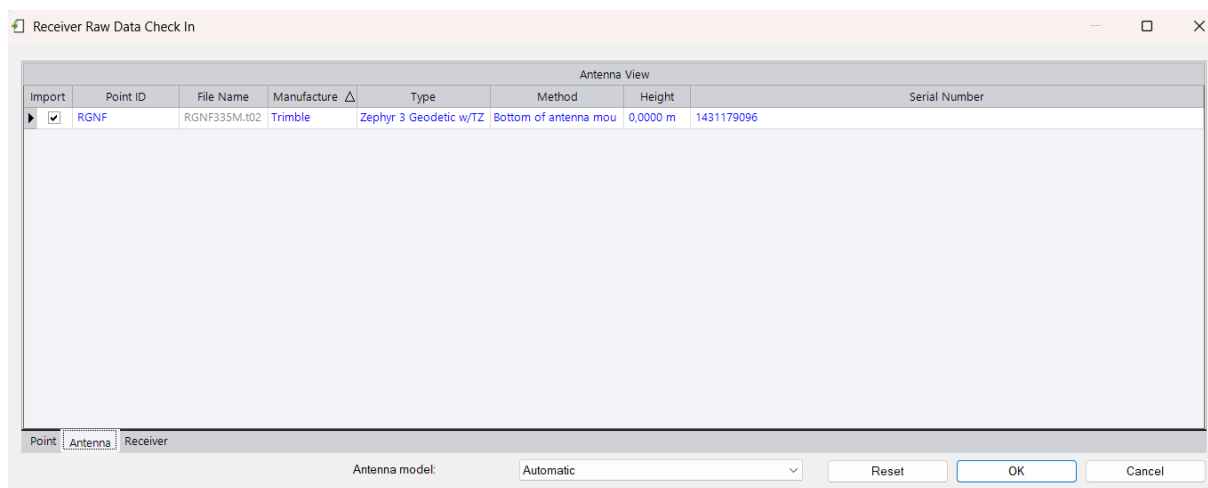 Receiver Raw Data Check In
Antenna View
Import Point ID File Name Manufacture Type Method Height Serial Number
RGNF RGNF335M.t02 Trimble Zephyr 3 Geodetic w/TZ Bottom of antenna mou 0,0000 m 1431179096
Point Antenna Receiver
Antenna model: Automatic Reset OK Cancel